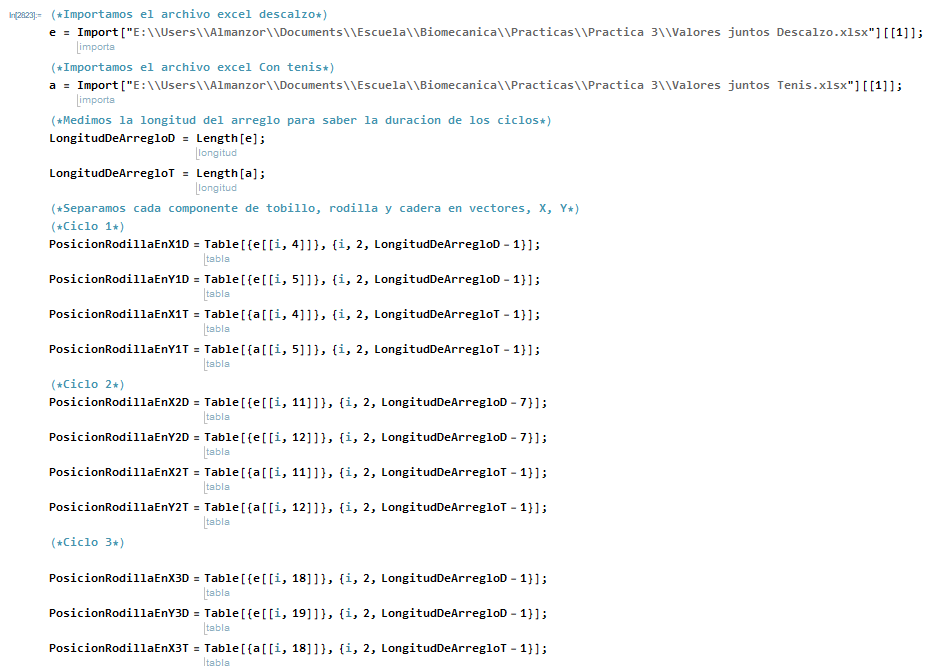 In[2823]:= (*Importamos el archivo excel descalzo*)
e = Import["E:\\Users\\Almanzor\\Documents\\Escuela\\Biomecanica\\Practicas\\Practica 3\\Valores juntos Descalzo.xlsx"][[1]];
importa
(*Importamos el archivo excel Con tenis*)
a = Import["E:\\Users\\Almanzor\\Documents\\Escuela\\Biomecanica\\Practicas\\Practica 3\\Valores juntos Tenis.xlsx"][[1]];
importa
(*Medimos la longitud del arreglo para saber la duracion de los ciclos*)
LongitudDeArregloD = Length[e];
longitud
LongitudDeArregloT = Length[a];
longitud
(*Separamos cada componente de tobillo, rodilla y cadera en vectores, X, Y*)
(*Ciclo 1*)
PosicionRodillaEnX1D = Table[{e[[i, 4]]}, {i, 2, LongitudDeArregloD - 1}];
tabla
PosicionRodillaEnY1D = Table[{e[[i, 5]]}, {i, 2, LongitudDeArregloD - 1}];
tabla
PosicionRodillaEnX1T = Table[{a[[i, 4]]}, {i, 2, LongitudDeArregloT - 1}];
tabla
PosicionRodillaEnY1T = Table[{a[[i, 5]]}, {i, 2, LongitudDeArregloT - 1}];
tabla
(*Ciclo 2*)
PosicionRodillaEnX2D = Table[{e[[i, 11]]}, {i, 2, LongitudDeArregloD - 7}];
tabla
PosicionRodillaEnY2D = Table[{e[[i, 12]]}, {i, 2, LongitudDeArregloD - 7}];
tabla
PosicionRodillaEnX2T = Table[{a[[i, 11]]}, {i, 2, LongitudDeArregloT - 1}];
tabla
PosicionRodillaEnY2T = Table[{a[[i, 12]]}, {i, 2, LongitudDeArregloT - 1}];
tabla
(*Ciclo 3*)
PosicionRodillaEnX3D = Table[{e[[i, 18]]}, {i, 2, LongitudDeArregloD - 1}];
tabla
PosicionRodillaEnY3D = Table[{e[[i, 19]]}, {i, 2, LongitudDeArregloD - 1}];
tabla
PosicionRodillaEnX3T = Table[{a[[i, 18]]}, {i, 2, LongitudDeArregloT - 1}];
tabla